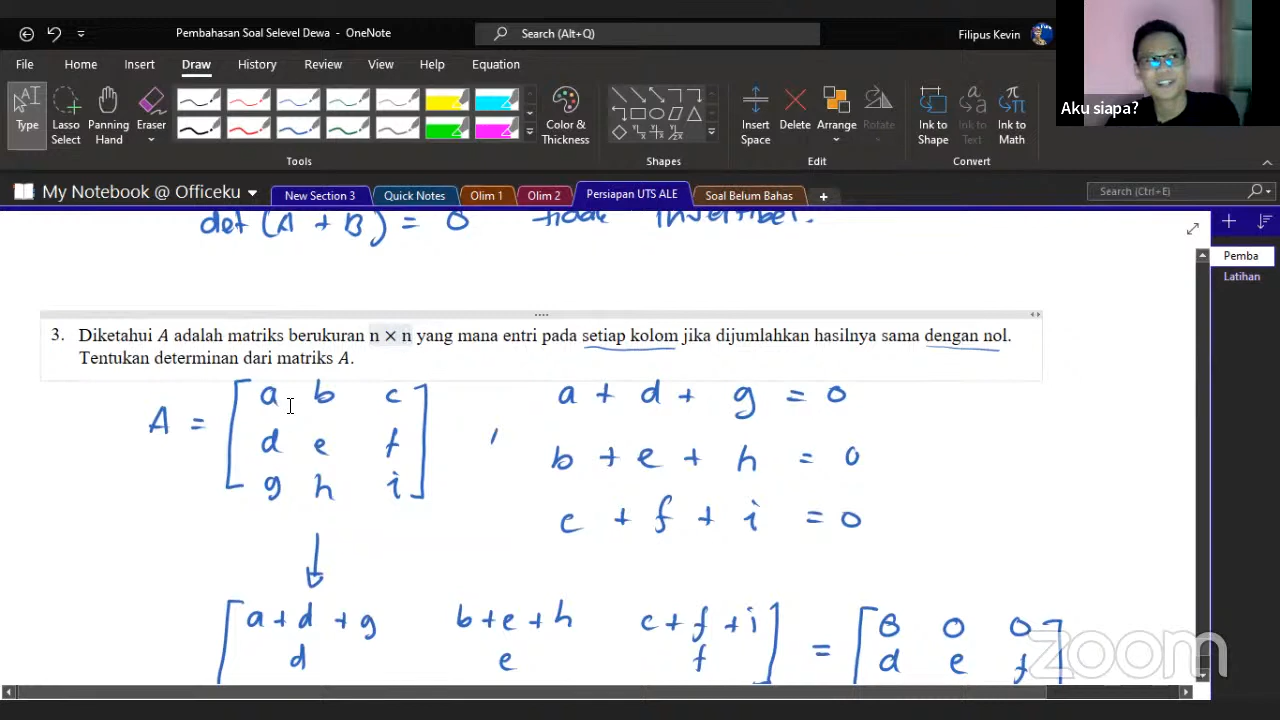 Pembahasan Soal Selevel Dewa - OneNote
Search (Alt+Q)
Filipus Kevin
File Home Insert Draw History Review View Help Equation
Aku siapa?
Type
Lasso Select
Panning Hand
Eraser
Color & Thickness
Insert Space
Delete
Arrange
Rotate
Ink to Shape
Ink to Text
Ink to Math
Tools
Shapes
Edit
Convert
My Notebook @ Officeku
New Section 3
Quick Notes
Olim 1
Olim 2
Persiapan UTS ALE
Soal Belum Bahas
Search (Ctrl+E)
det (A + B) = 0 tidak invertibel.
Pemba
Latihan
3. Diketahui A adalah matriks berukuran n × n yang mana entri pada setiap kolom jika dijumlahkan hasilnya sama dengan nol.
Tentukan determinan dari matriks A.
a b c
A = d e f ,
g h i
a + d + g = 0
b + e + h = 0
c + f + i = 0
a+d+g b+e+h c+f+i = 0 0 0
d e f d e f
zoom